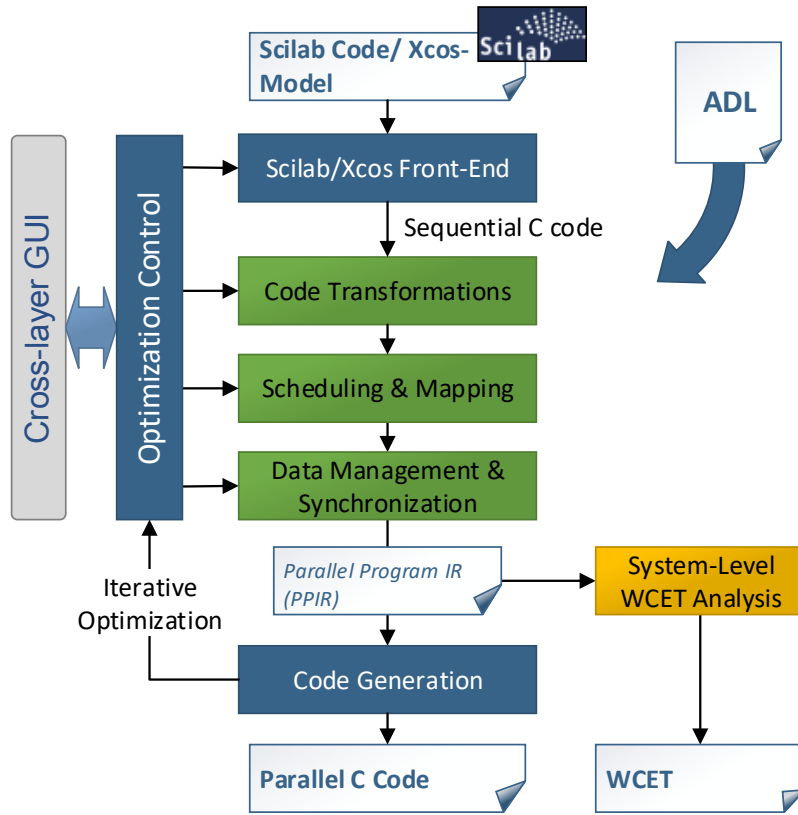 Scilab Code/ Xcos-
Model
Sci lab
ADL
Scilab/Xcos Front-End
Sequential C code
Cross-layer GUI
Optimization Control
Code Transformations
Scheduling & Mapping
Data Management &
Synchronization
Iterative
Optimization
Parallel Program IR
(PPIR)
System-Level
WCET Analysis
Code Generation
Parallel C Code
WCET